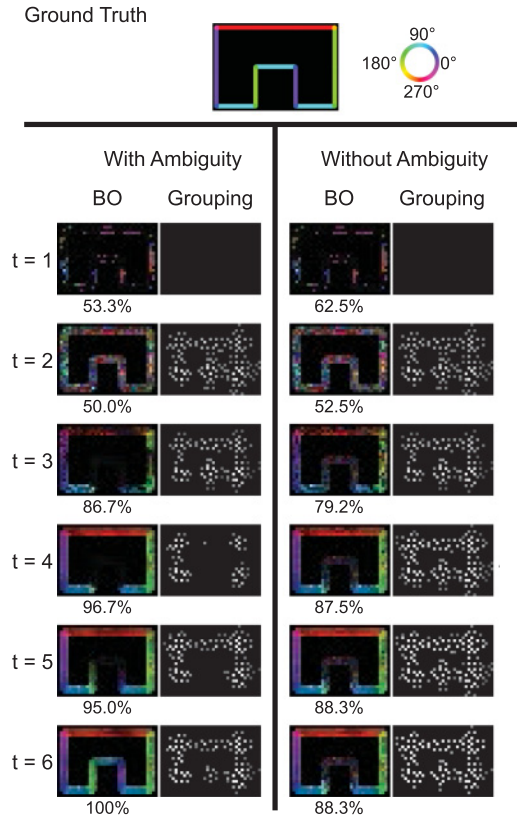 Ground Truth
90°
180°
0°
270°
With Ambiguity
Without Ambiguity
BO
Grouping
BO
Grouping
t = 1
53.3%
62.5%
t = 2
50.0%
52.5%
t = 3
86.7%
79.2%
t = 4
96.7%
87.5%
t = 5
95.0%
88.3%
t = 6
100%
88.3%